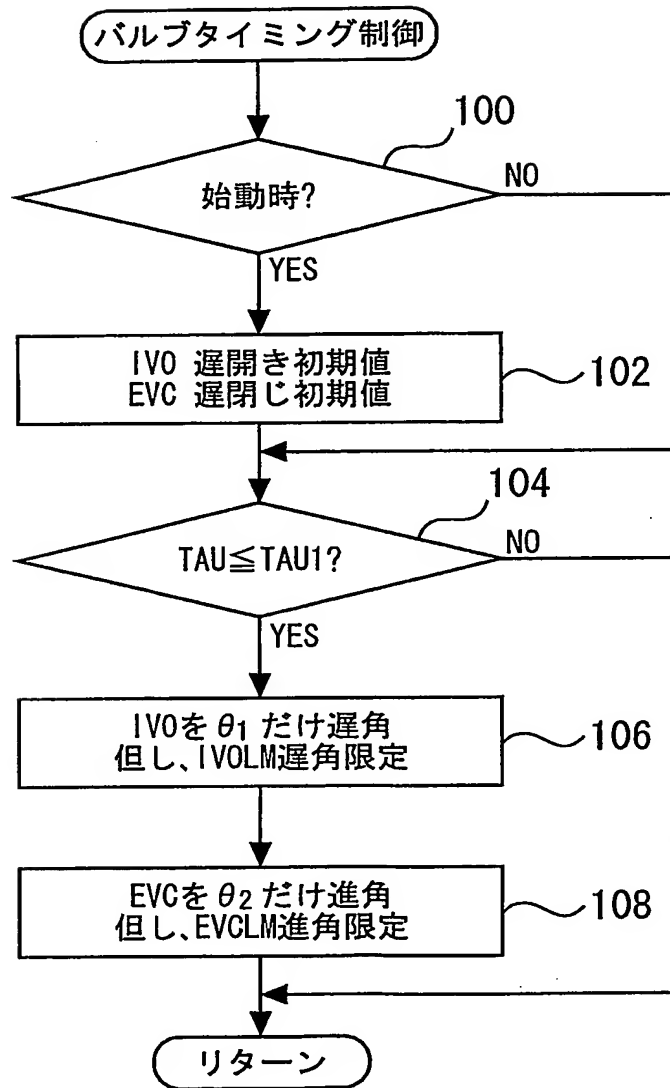 バルブタイミング制御
100
始動時?
NO
YES
IVO 遅開き初期値
EVC 遅閉じ初期値
102
104
TAU≦TAU1?
NO
YES
IVOをθ1だけ遅角
但し、IVOLM遅角限定
106
EVCをθ2だけ進角
但し、EVCLM進角限定
108
リターン